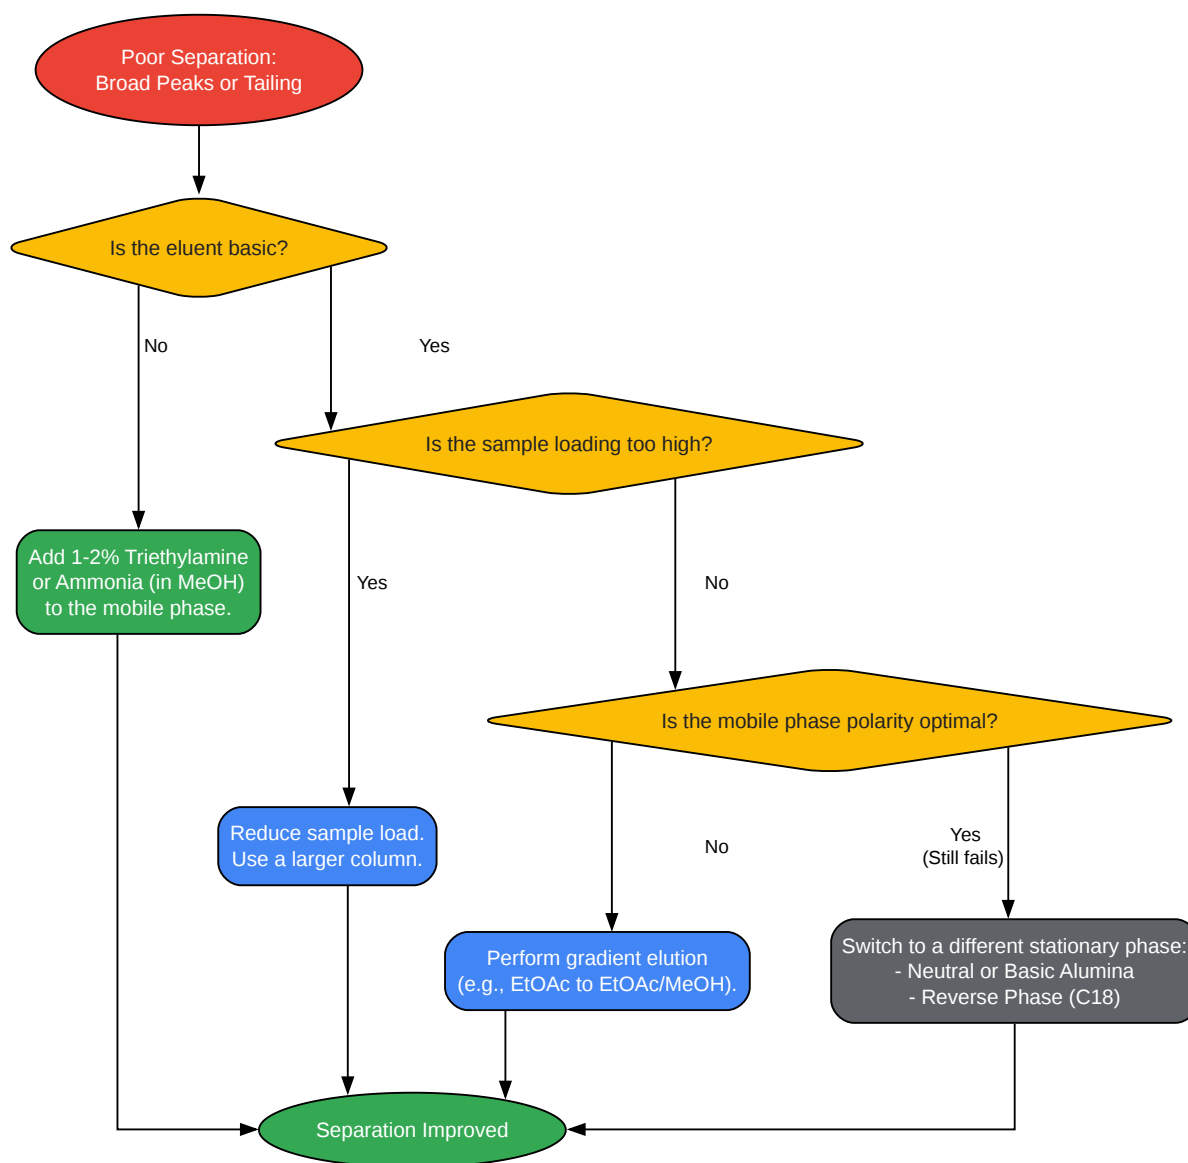 Poor Separation:
Broad Peaks or Tailing
Is the eluent basic?
No
Yes
Is the sample loading too high?
Add 1-2% Triethylamine
or Ammonia (in MeOH)
to the mobile phase.
Yes
No
Is the mobile phase polarity optimal?
Reduce sample load.
Use a larger column.
No
Yes
(Still fails)
Perform gradient elution
(e.g., EtOAc to EtOAc/MeOH).
Switch to a different stationary phase:
- Neutral or Basic Alumina
- Reverse Phase (C18)
Separation Improved